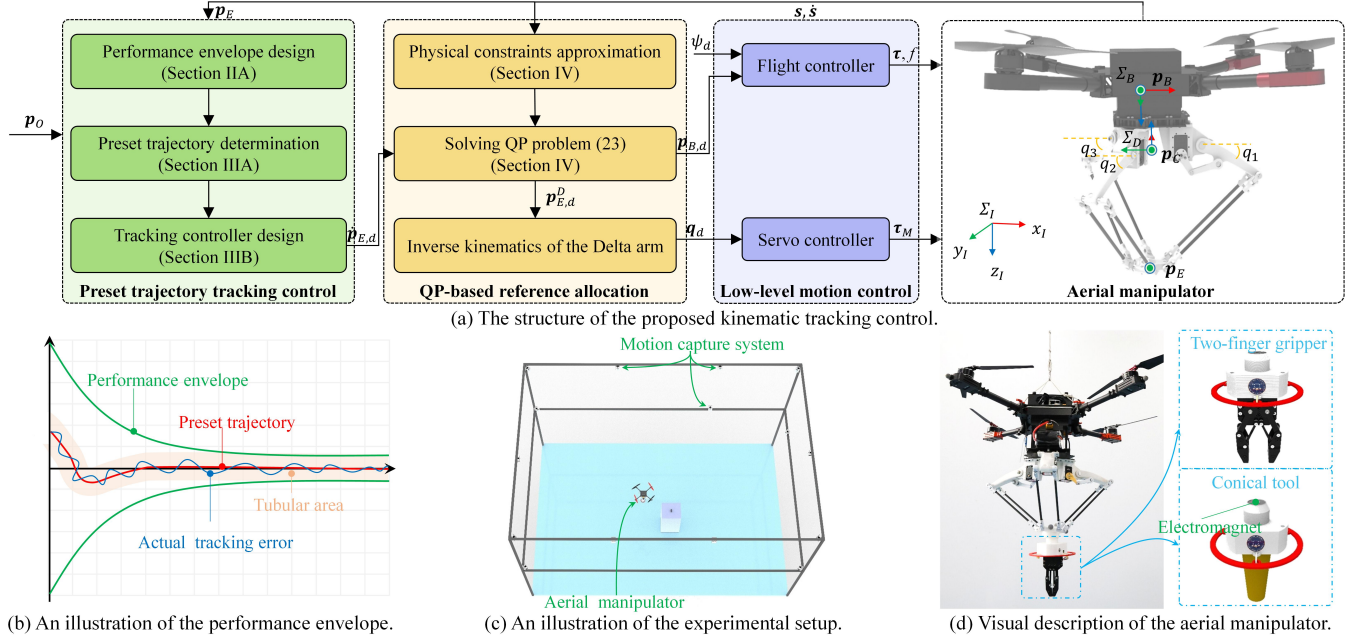 p_E
s, ṡ
p_O
Performance envelope design
(Section IIA)
Preset trajectory determination
(Section IIIA)
Tracking controller design
(Section IIIB)
Preset trajectory tracking control
ṗ_{E,d}
Physical constraints approximation
(Section IV)
Solving QP problem (23)
(Section IV)
p^D_{E,d}
Inverse kinematics of the Delta arm
QP-based reference allocation
ψ_d
p_{B,d}
q_d
Flight controller
Servo controller
Low-level motion control
τ, f
τ_M
Σ_B
p_B
Σ_D
p_C
q_3
q_2
q_1
Σ_I
x_I
y_I
z_I
p_E
Aerial manipulator
(a) The structure of the proposed kinematic tracking control.
Performance envelope
Preset trajectory
Tubular area
Actual tracking error
(b) An illustration of the performance envelope.
Motion capture system
Aerial manipulator
(c) An illustration of the experimental setup.
Two-finger gripper
Conical tool
Electromagnet
(d) Visual description of the aerial manipulator.